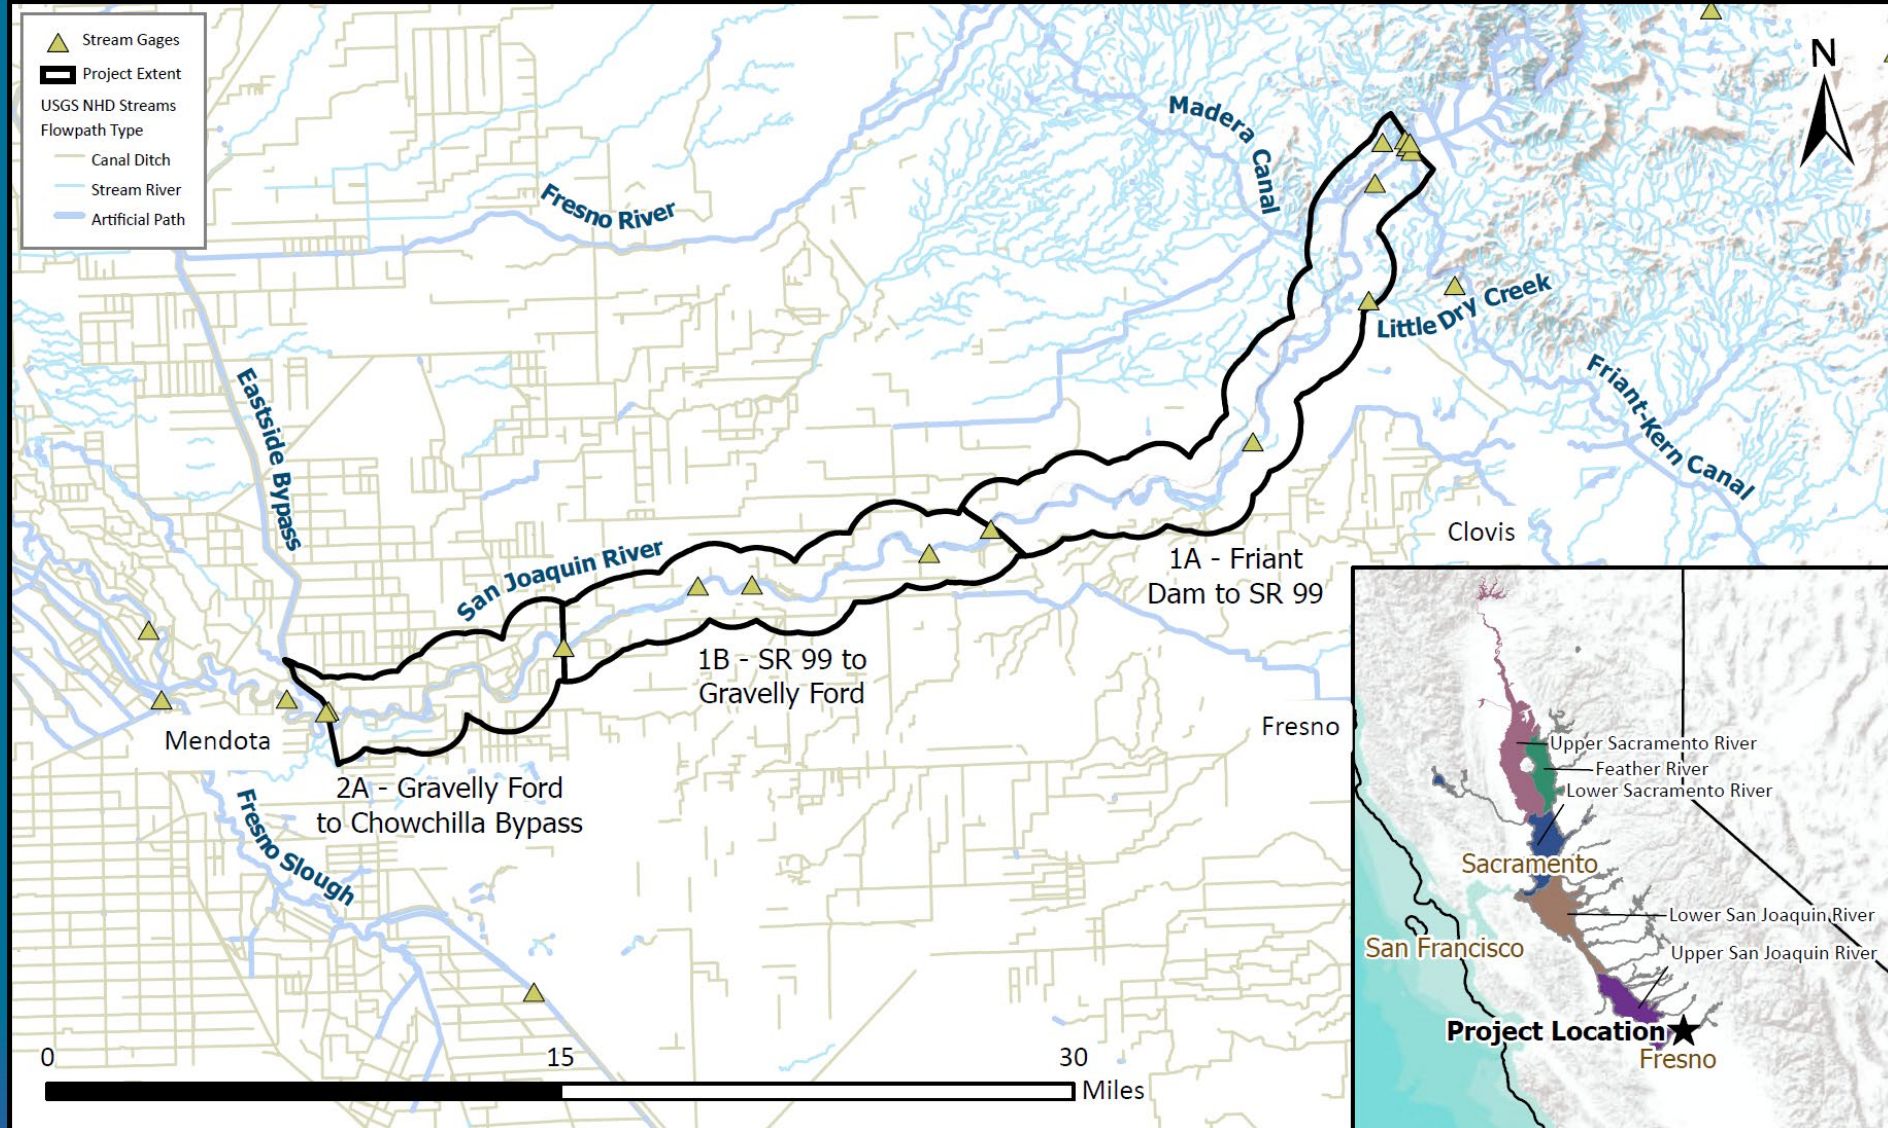 Stream Gages
Project Extent
USGS NHD Streams
Flowpath Type
Canal Ditch
Stream River
Artificial Path
N
Madera Canal
Fresno River
Little Dry Creek
Friant-Kern Canal
Eastside Bypass
San Joaquin River
Clovis
1A - Friant
Dam to SR 99
1B - SR 99 to
Gravelly Ford
Fresno
Mendota
2A - Gravelly Ford
to Chowchilla Bypass
Fresno Slough
0 15 30
Miles
Upper Sacramento River
Feather River
Lower Sacramento River
Sacramento
Lower San Joaquin River
San Francisco
Upper San Joaquin River
Project Location
Fresno